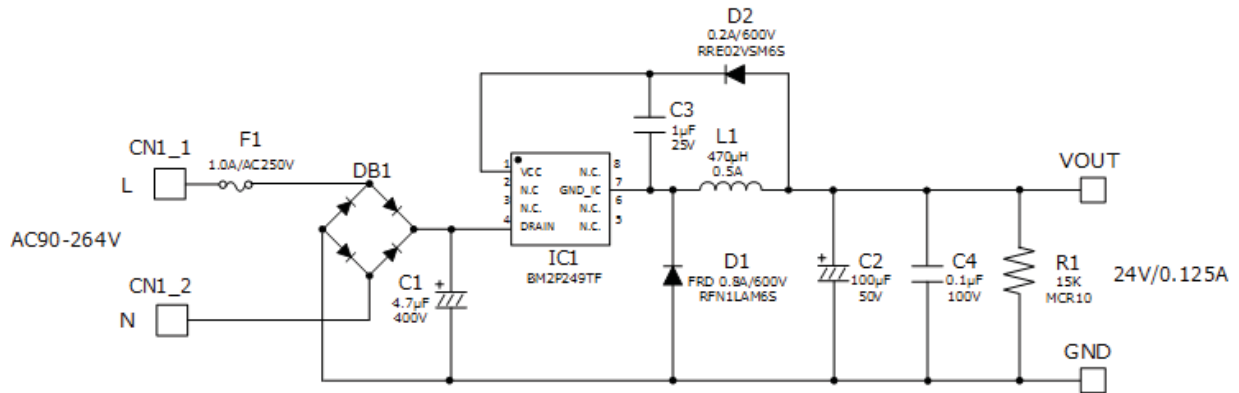 D2
0.2A/600V
RRE02VSM6S
C3
1µF
25V
L1
470µH
0.5A
CN1_1
L
F1
1.0A/AC250V
DB1
AC90-264V
CN1_2
N
C1
4.7µF
400V
1 VCC N.C. 8
2 N.C GND_IC 7
3 N.C. N.C. 6
4 DRAIN N.C. 5
IC1
BM2P249TF
D1
FRD 0.8A/600V
RFN1LAM6S
C2
100µF
50V
C4
0.1µF
100V
R1
15K
MCR10
VOUT
24V/0.125A
GND